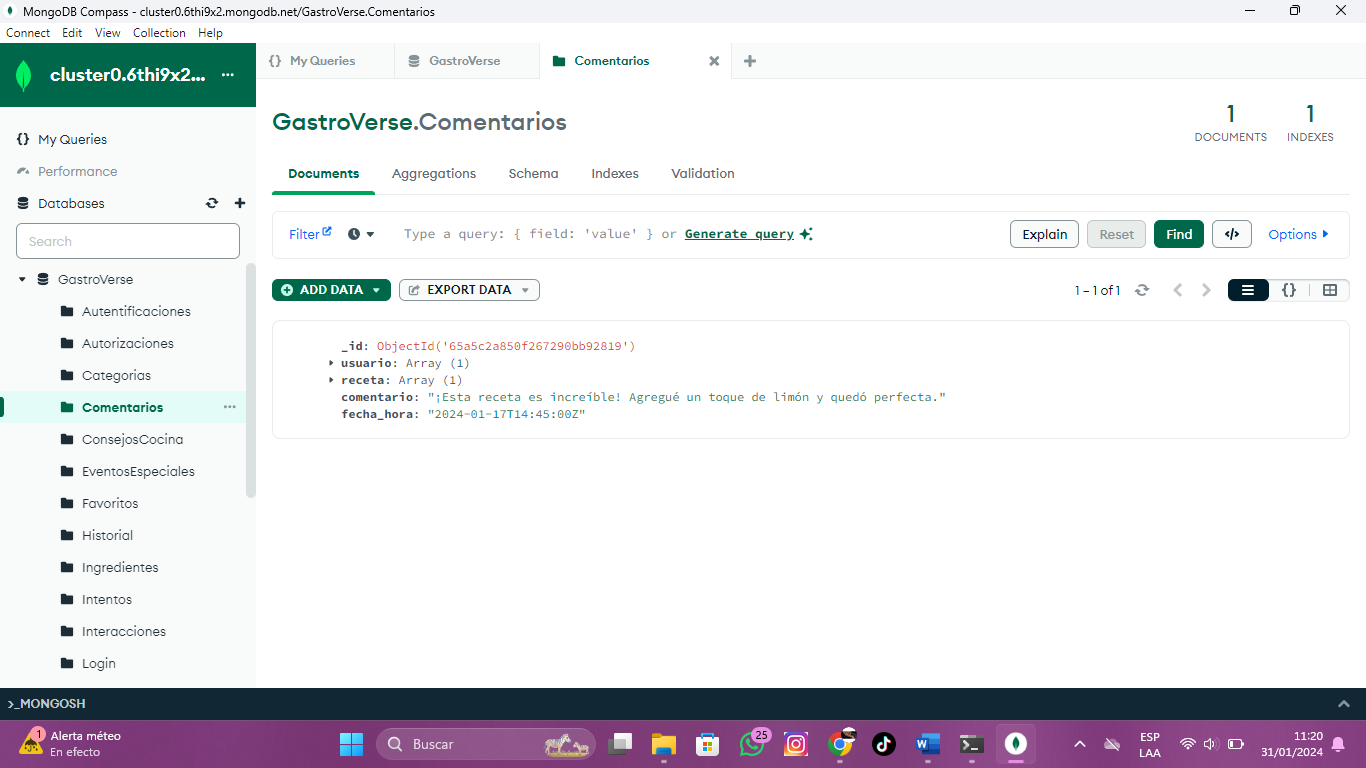 MongoDB Compass - cluster0.6thi9x2.mongodb.net/GastroVerse.Comentarios
Connect Edit View Collection Help
cluster0.6thi9x2... ...
{} My Queries
GastroVerse
Comentarios
GastroVerse.Comentarios
1
DOCUMENTS
1
INDEXES
{} My Queries
Performance
Databases
Search
GastroVerse
Autentificaciones
Autorizaciones
Categorias
Comentarios ...
ConsejosCocina
EventosEspeciales
Favoritos
Historial
Ingredientes
Intentos
Interacciones
Login
Documents Aggregations Schema Indexes Validation
Filter Type a query: { field: 'value' } or Generate query Explain Reset Find </> Options
ADD DATA EXPORT DATA 1 – 1 of 1 {}
_id: ObjectId('65a5c2a850f267290bb92819')
usuario: Array (1)
receta: Array (1)
comentario: "¡Esta receta es increíble! Agregué un toque de limón y quedó perfecta."
fecha_hora: "2024-01-17T14:45:00Z"
>_MONGOSH
1
Alerta méteo
En efecto
Buscar
25
W
ESP
LAA
11:20
31/01/2024